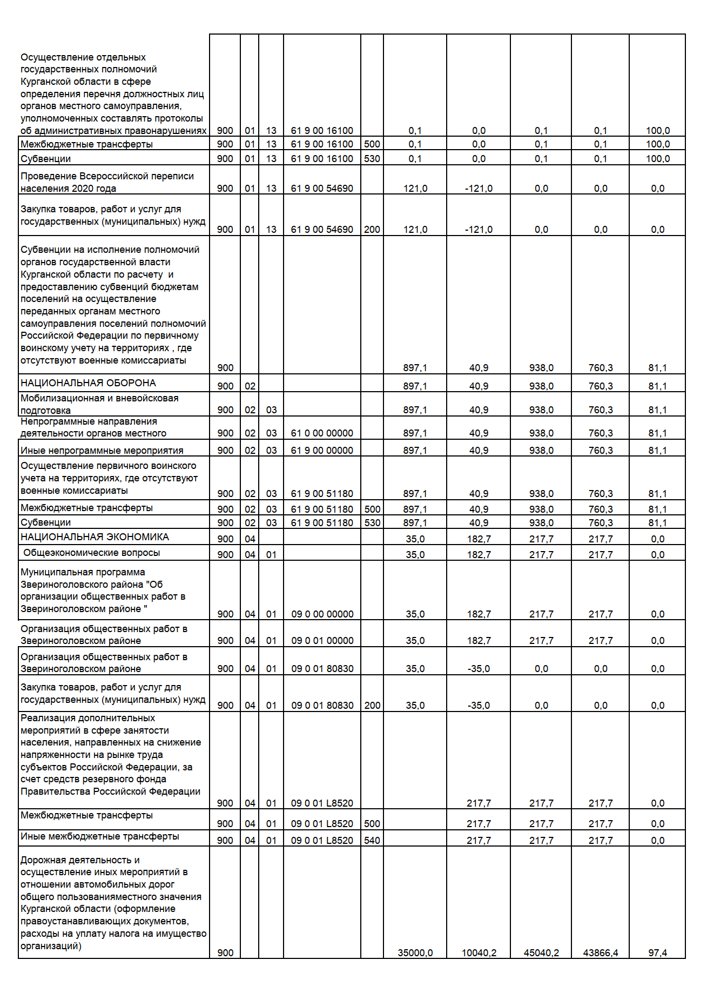 Осуществление отдельных
государственных полномочий
Курганской области в сфере
определения перечня должностных лиц
органов местного самоуправления,
уполномоченных составлять протоколы
об административных правонарушениях 900 01 13 61 9 00 16100 0,1 0,0 0,1 0,1 100,0
Межбюджетные трансферты 900 01 13 61 9 00 16100 500 0,1 0,0 0,1 0,1 100,0
Субвенции 900 01 13 61 9 00 16100 530 0,1 0,0 0,1 0,1 100,0
Проведение Всероссийской переписи
населения 2020 года 900 01 13 61 9 00 54690 121,0 -121,0 0,0 0,0 0,0
Закупка товаров, работ и услуг для
государственных (муниципальных) нужд
900 01 13 61 9 00 54690 200 121,0 -121,0 0,0 0,0 0,0
Субвенции на исполнение полномочий
органов государственной власти
Курганской области по расчету и
предоставлению субвенций бюджетам
поселений на осуществление
переданных органам местного
самоуправления поселений полномочий
Российской Федерации по первичному
воинскому учету на территориях , где
отсутствуют военные комиссариаты
900 897,1 40,9 938,0 760,3 81,1
НАЦИОНАЛЬНАЯ ОБОРОНА 900 02 897,1 40,9 938,0 760,3 81,1
Мобилизационная и вневойсковая
подготовка 900 02 03 897,1 40,9 938,0 760,3 81,1
Непрограммные направления
деятельности органов местного 900 02 03 61 0 00 00000 897,1 40,9 938,0 760,3 81,1
Иные непрограммные мероприятия 900 02 03 61 9 00 00000 897,1 40,9 938,0 760,3 81,1
Осуществление первичного воинского
учета на территориях, где отсутствуют
военные комиссариаты 900 02 03 61 9 00 51180 897,1 40,9 938,0 760,3 81,1
Межбюджетные трансферты 900 02 03 61 9 00 51180 500 897,1 40,9 938,0 760,3 81,1
Субвенции 900 02 03 61 9 00 51180 530 897,1 40,9 938,0 760,3 81,1
НАЦИОНАЛЬНАЯ ЭКОНОМИКА 900 04 35,0 182,7 217,7 217,7 0,0
Общеэкономические вопросы 900 04 01 35,0 182,7 217,7 217,7 0,0
Муниципальная программа
Звериноголовского района "Об
организации общественных работ в
Звериноголовском районе "
900 04 01 09 0 00 00000 35,0 182,7 217,7 217,7 0,0
Организация общественных работ в
Звериноголовском районе 900 04 01 09 0 01 00000 35,0 182,7 217,7 217,7 0,0
Организация общественных работ в
Звериноголовском районе 900 04 01 09 0 01 80830 35,0 -35,0 0,0 0,0 0,0
Закупка товаров, работ и услуг для
государственных (муниципальных) нужд
900 04 01 09 0 01 80830 200 35,0 -35,0 0,0 0,0 0,0
Реализация дополнительных
мероприятий в сфере занятости
населения, направленных на снижение
напряженности на рынке труда
субъектов Российской Федерации, за
счет средств резервного фонда
Правительства Российской Федерации
900 04 01 09 0 01 L8520 217,7 217,7 217,7 0,0
Межбюджетные трансферты
900 04 01 09 0 01 L8520 500 217,7 217,7 217,7 0,0
Иные межбюджетные трансферты 900 04 01 09 0 01 L8520 540 217,7 217,7 217,7 0,0
Дорожная деятельность и
осуществление иных мероприятий в
отношении автомобильных дорог
общего пользованияместного значения
Курганской области (оформление
правоустанавливающих документов,
расходы на уплату налога на имущество
организаций)
900 35000,0 10040,2 45040,2 43866,4 97,4